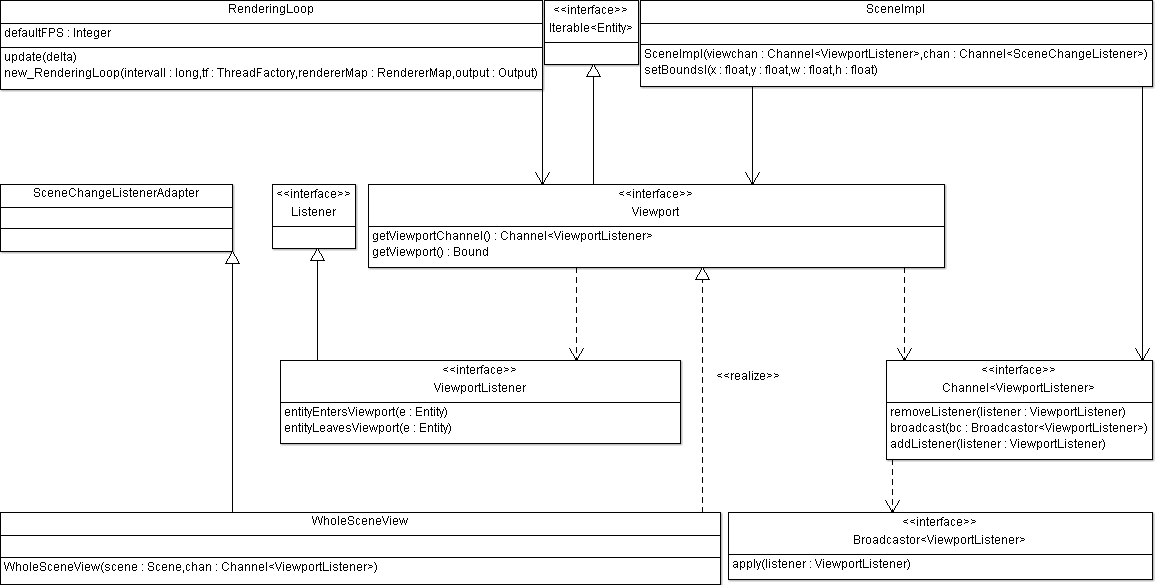 RenderingLoop
defaultFPS : Integer
update(delta)
new_RenderingLoop(intervall : long,tf : ThreadFactory,rendererMap : RendererMap,output : Output)
<<interface>>
Iterable<Entity>
SceneImpl
SceneImpl(viewchan : Channel<ViewportListener>,chan : Channel<SceneChangeListener>)
setBoundsI(x : float,y : float,w : float,h : float)
SceneChangeListenerAdapter
<<interface>>
Listener
<<interface>>
Viewport
getViewportChannel() : Channel<ViewportListener>
getViewport() : Bound
<<interface>>
ViewportListener
entityEntersViewport(e : Entity)
entityLeavesViewport(e : Entity)
<<realize>>
<<interface>>
Channel<ViewportListener>
removeListener(listener : ViewportListener)
broadcast(bc : Broadcastor<ViewportListener>)
addListener(listener : ViewportListener)
WholeSceneView
WholeSceneView(scene : Scene,chan : Channel<ViewportListener>)
<<interface>>
Broadcastor<ViewportListener>
apply(listener : ViewportListener)